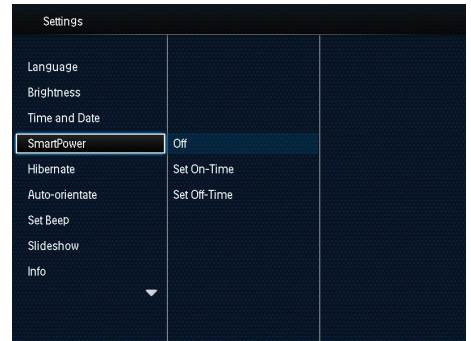 Settings
Language
Brightness
Time and Date
SmartPower
Off
Hibernate
Set On-Time
Auto-orientate
Set Off-Time
Set Beep
Slideshow
Info